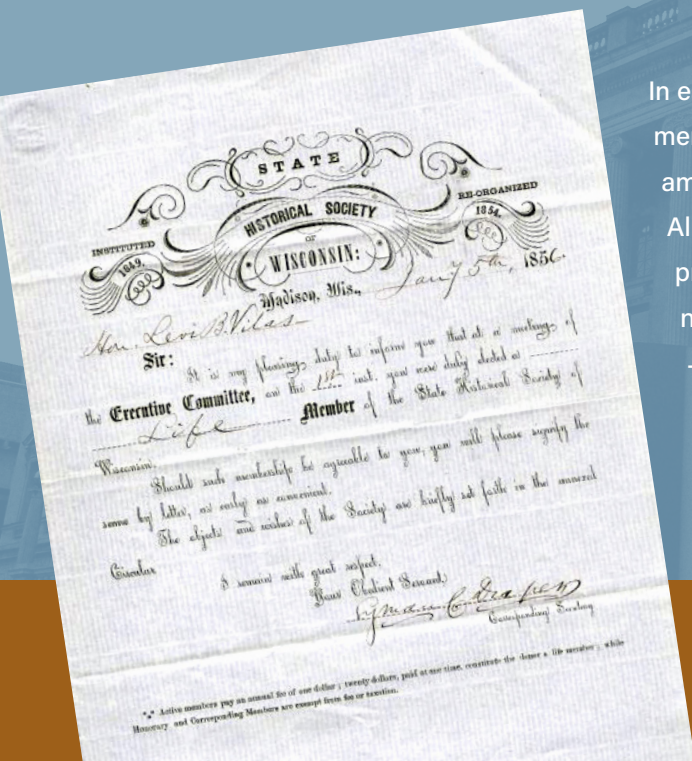 STATE
HISTORICAL SOCIETY
OF
WISCONSIN:
INSTITUTED
1849.
RE-ORGANIZED
1854.
Madison, Wis., Jan'y 5th, 1856
Hon. Levi B. Vilas
Sir:
It is my pleasing duty to inform you that at a meeting of
the Executive Committee, on the 1st inst. you were duly elected a
Life Member of the State Historical Society of
Wisconsin.
Should such membership be agreeable to you, you will please signify the
same by letter, as early as convenient.
The objects and wishes of the Society are briefly set forth in the annexed
Circular
I remain with great respect,
Your Obedient Servant,
Lyman C. Draper
Corresponding Secretary
*** Active members pay an annual fee of one dollar; twenty dollars, paid at one time, constitute the donor a life member; while
Honorary and Corresponding Members are exempt from fee or taxation.
In e
me
am
Al
p